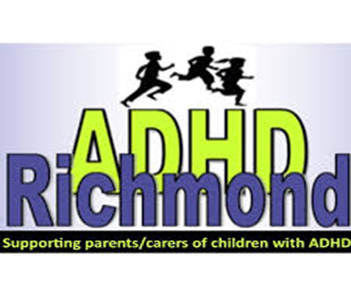 ADHD
Richmond
Supporting parents/carers of children with ADHD